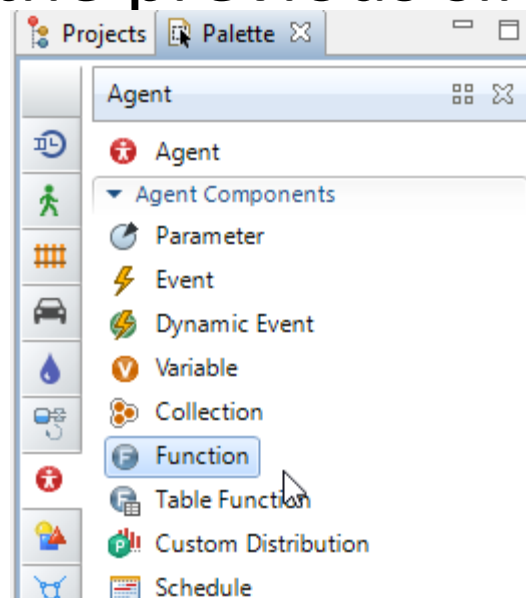 Projects Palette
Agent
Agent
Agent Components
Parameter
Event
Dynamic Event
Variable
Collection
Function
Table Function
Custom Distribution
Schedule